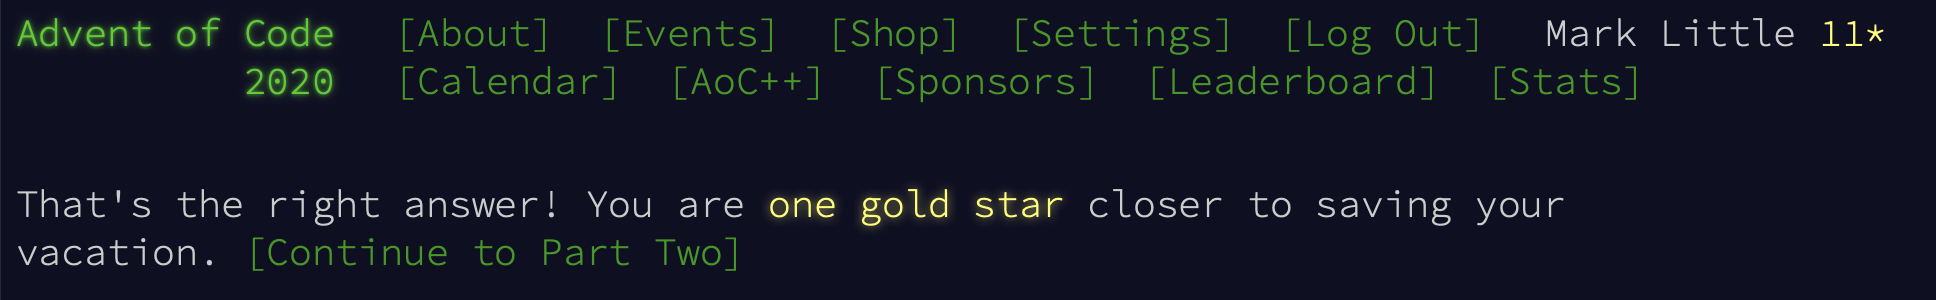 Advent of Code [About] [Events] [Shop] [Settings] [Log Out] Mark Little 11*
2020 [Calendar] [AoC++] [Sponsors] [Leaderboard] [Stats]
That's the right answer! You are one gold star closer to saving your
vacation. [Continue to Part Two]